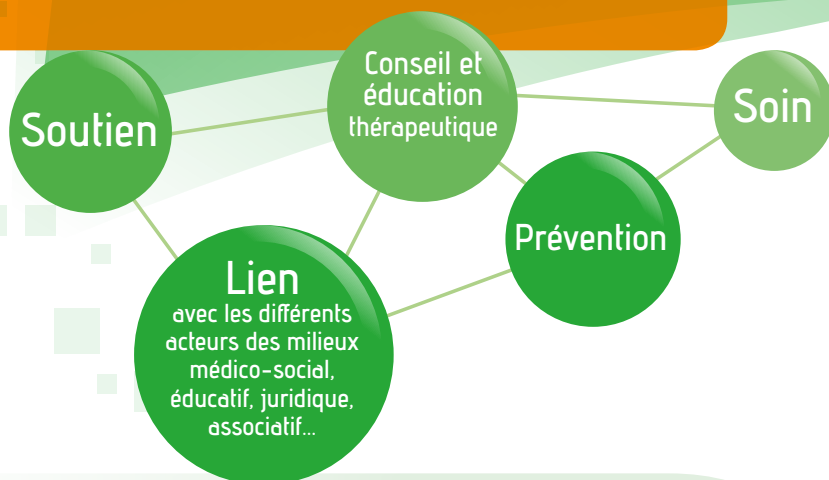 Soutien
Conseil et
éducation
thérapeutique
Soin
Prévention
Lien
avec les différents
acteurs des milieux
médico-social,
éducatif, juridique,
associatif...